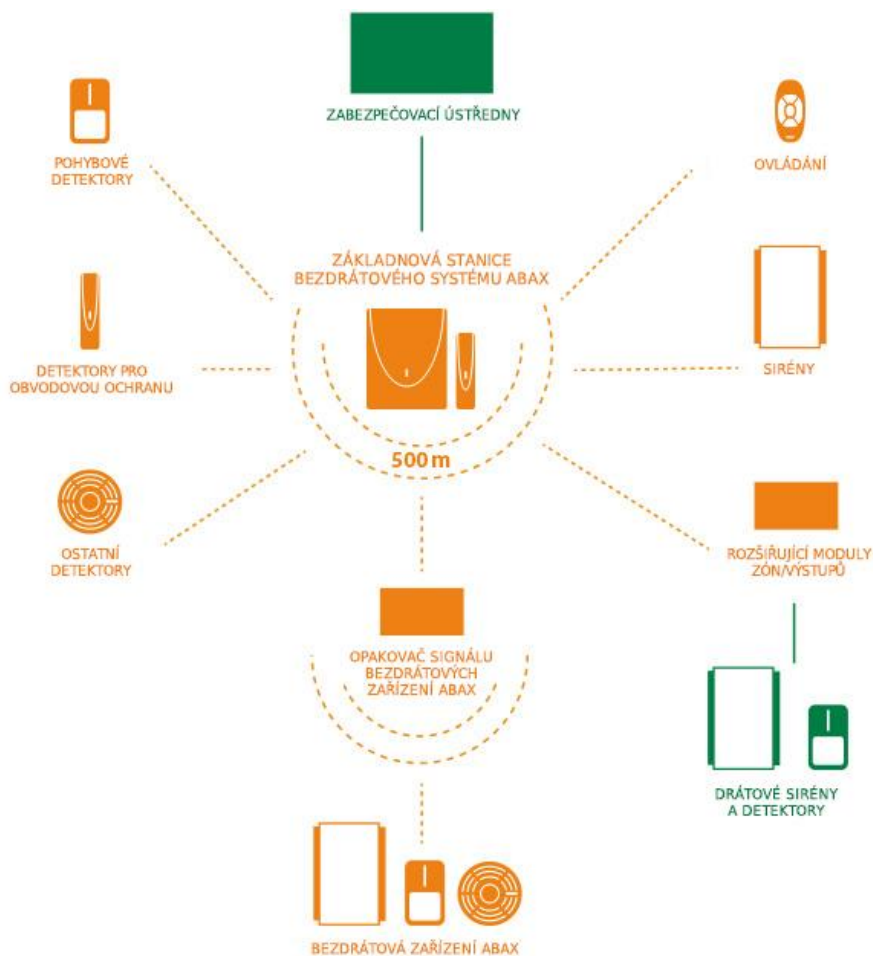 ZABEZPEČOVACÍ ÚSTŘEDNY
POHYBOVÉ
DETEKTORY
OVLÁDÁNÍ
ZÁKLADNOVÁ STANICE
BEZDRÁTOVÉHO SYSTÉMU ABAX
DETEKTORY PRO
OBVODOVOU OCHRANU
SIRÉNY
500 m
OSTATNÍ
DETEKTORY
ROZŠIŘUJÍCÍ MODULY
ZÓN/VÝSTUPŮ
OPAKOVAČ SIGNÁLU
BEZDRÁTOVÝCH
ZAŘÍZENÍ ABAX
DRÁTOVÉ SIRÉNY
A DETEKTORY
BEZDRÁTOVÁ ZAŘÍZENÍ ABAX